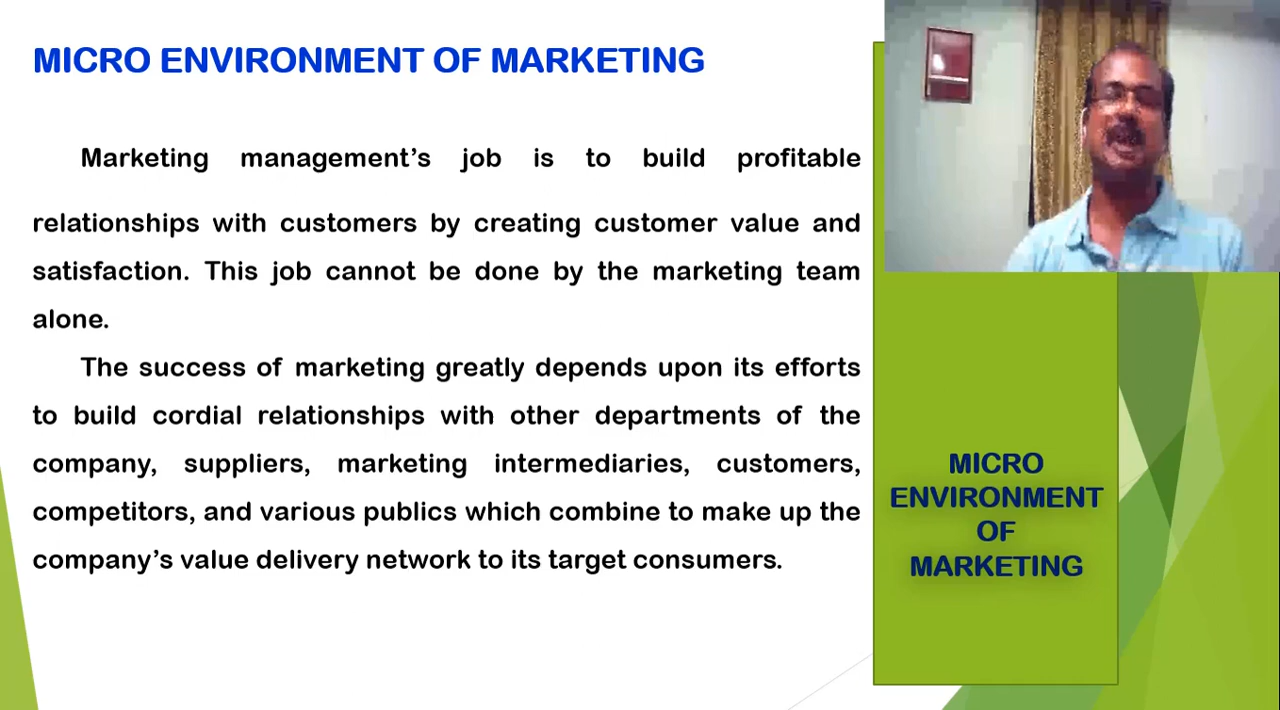 MICRO ENVIRONMENT OF MARKETING
Marketing management’s job is to build profitable
relationships with customers by creating customer value and
satisfaction. This job cannot be done by the marketing team
alone.
The success of marketing greatly depends upon its efforts
to build cordial relationships with other departments of the
company, suppliers, marketing intermediaries, customers,
competitors, and various publics which combine to make up the
company’s value delivery network to its target consumers.
MICRO
ENVIRONMENT
OF
MARKETING